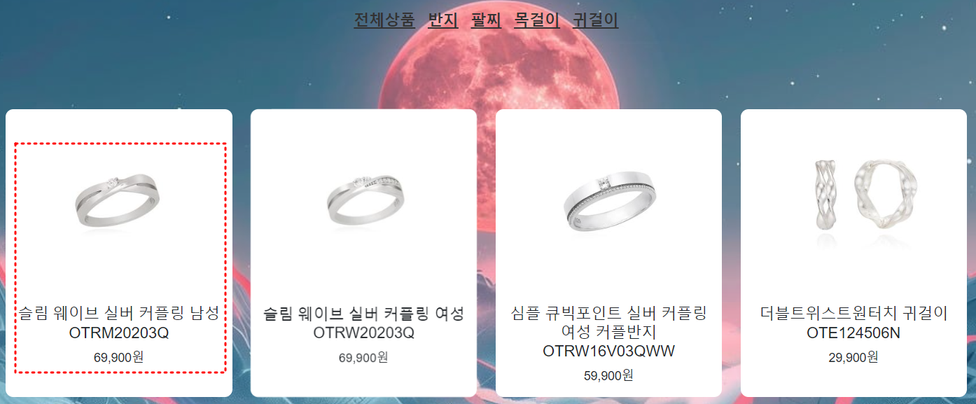 전체상품 반지 팔찌 목걸이 귀걸이
슬림 웨이브 실버 커플링 남성
OTRM20203Q
69,900원
슬림 웨이브 실버 커플링 여성
OTRW20203Q
69,900원
심플 큐빅포인트 실버 커플링
여성 커플반지
OTRW16V03QWW
59,900원
더블트위스트원터치 귀걸이
OTE124506N
29,900원